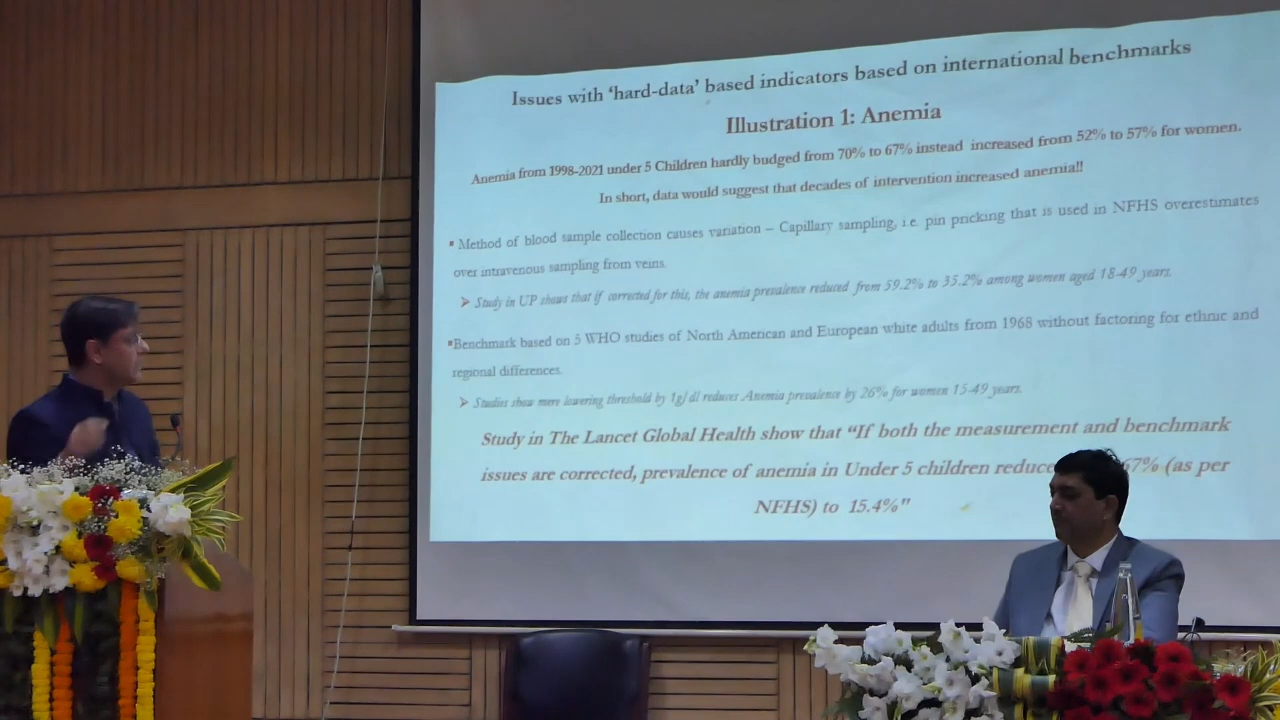 Issues with ‘hard-data’ based indicators based on international benchmarks
Illustration 1: Anemia
Anemia from 1998-2021 under 5 Children hardly budged from 70% to 67% instead increased from 52% to 57% for women.
In short, data would suggest that decades of intervention increased anemia!!
▪ Method of blood sample collection causes variation – Capillary sampling, i.e. pin pricking that is used in NFHS overestimates
over intravenous sampling from veins.
➢ Study in UP shows that if corrected for this, the anemia prevalence reduced from 59.2% to 35.2% among women aged 18-49 years.
▪Benchmark based on 5 WHO studies of North American and European white adults from 1968 without factoring for ethnic and
regional differences.
➢ Studies show mere lowering threshold by 1g/dl reduces Anemia prevalence by 26% for women 15-49 years.
Study in The Lancet Global Health show that “If both the measurement and benchmark
issues are corrected, prevalence of anemia in Under 5 children 67% (as per
NFHS) to 15.4%”